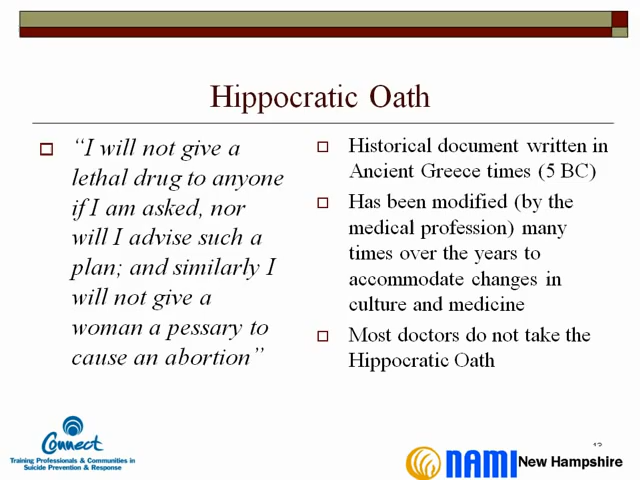 Hippocratic Oath
“I will not give a
lethal drug to anyone
if I am asked, nor
will I advise such a
plan; and similarly I
will not give a
woman a pessary to
cause an abortion”
Historical document written in
Ancient Greece times (5 BC)
Has been modified (by the
medical profession) many
times over the years to
accommodate changes in
culture and medicine
Most doctors do not take the
Hippocratic Oath
Connect
Training Professionals & Communities in
Suicide Prevention & Response
NAMI New Hampshire